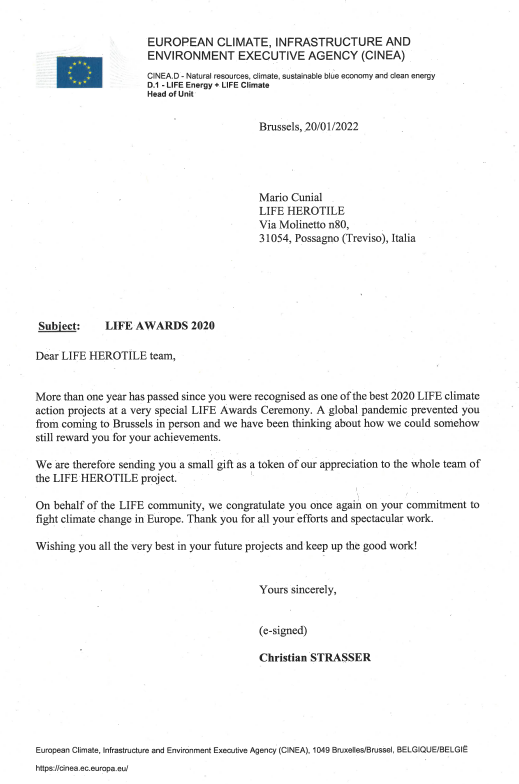 EUROPEAN CLIMATE, INFRASTRUCTURE AND
ENVIRONMENT EXECUTIVE AGENCY (CINEA)
CINEA.D - Natural resources, climate, sustainable blue economy and clean energy
D.1 - LIFE Energy + LIFE Climate
Head of Unit
Brussels, 20/01/2022
Mario Cunial
LIFE HEROTILE
Via Molinetto n80,
31054, Possagno (Treviso), Italia
Subject: LIFE AWARDS 2020
Dear LIFE HEROTILE team,
More than one year has passed since you were recognised as one of the best 2020 LIFE climate
action projects at a very special LIFE Awards Ceremony. A global pandemic prevented you
from coming to Brussels in person and we have been thinking about how we could somehow
still reward you for your achievements.
We are therefore sending you a small gift as a token of our appreciation to the whole team of
the LIFE HEROTILE project.
On behalf of the LIFE community, we congratulate you once again on your commitment to
fight climate change in Europe. Thank you for all your efforts and spectacular work.
Wishing you all the very best in your future projects and keep up the good work!
Yours sincerely,
(e-signed)
Christian STRASSER
European Climate, Infrastructure and Environment Executive Agency (CINEA), 1049 Bruxelles/Brussel, BELGIQUE/BELGIË
https://cinea.ec.europa.eu/